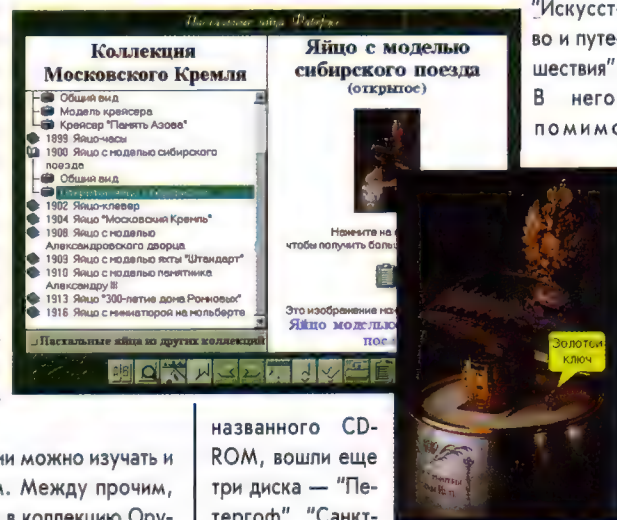 Пасхальные яйца Фаберже
Коллекция
Московского Кремля
Общий вид
Модель крейсера
Крейсер "Память Азова"
1899 Яйцо-часы
1900 Яйцо с моделью сибирского
поезда
Общий вид
1902 Яйцо-клевер
1904 Яйцо "Московский Кремль"
1908 Яйцо с моделью
Александровского дворца
1909 Яйцо с моделью яхты "Штандарт"
1910 Яйцо с моделью памятника
Александру III
1913 Яйцо "300-летие дома Романовых"
1916 Яйцо с миниатюрой на мольберте
Пасхальные яйца из других коллекций
Яйцо с моделью
сибирского поезда
(открытое)
Нажмите на
чтобы получить
Это изображение
Яйцо
Золотой
ключ
"Искусст-
во и путе-
шествия"
В него
помимо
ии можно изучать и
м. Между прочим,
в коллекцию Ору-
названного CD-
ROM, вошли еще
три диска — "Пе-
тергоф" "Санкт-